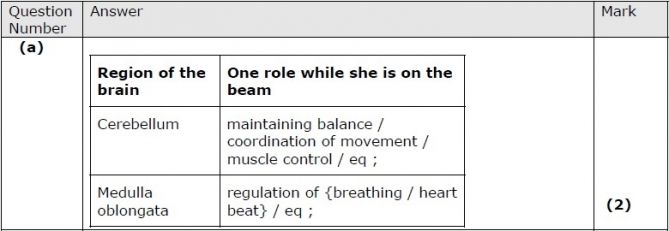 Question Number Answer Mark
(a)
Region of the brain One role while she is on the beam
Cerebellum maintaining balance /
coordination of movement /
muscle control / eq ;
Medulla oblongata regulation of {breathing / heart
beat} / eq ;
(2)